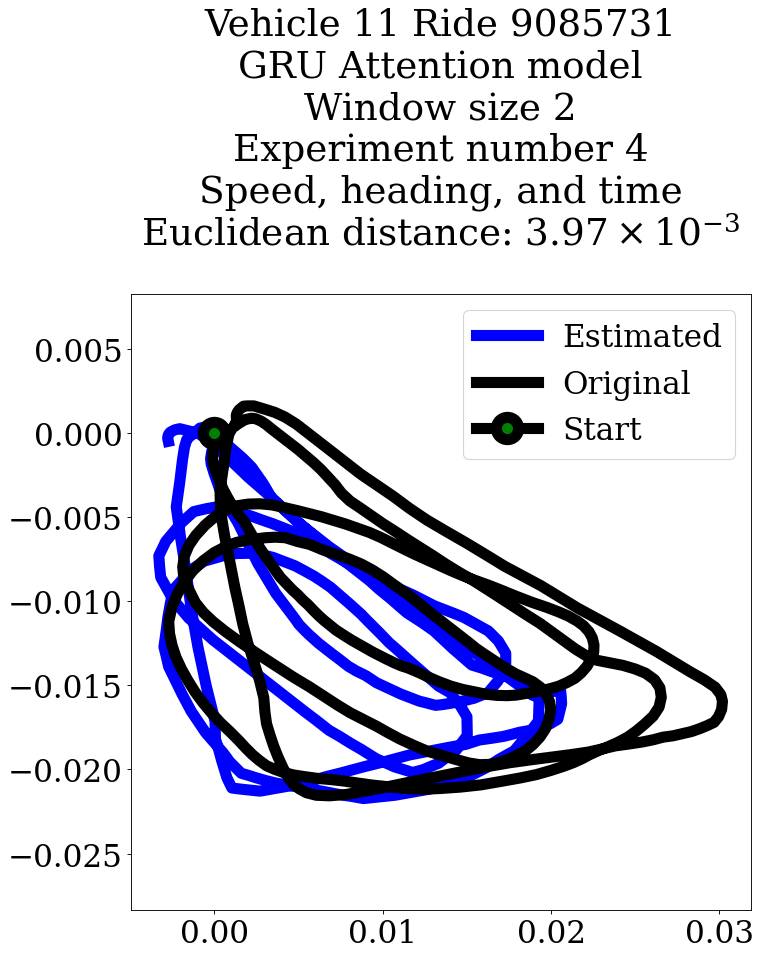 Vehicle 11 Ride 9085731
GRU Attention model
Window size 2
Experiment number 4
Speed, heading, and time
Euclidean distance: 3.97 × 10⁻³
Estimated
Original
Start
0.005
0.000
−0.005
−0.010
−0.015
−0.020
−0.025
0.00 0.01 0.02 0.03